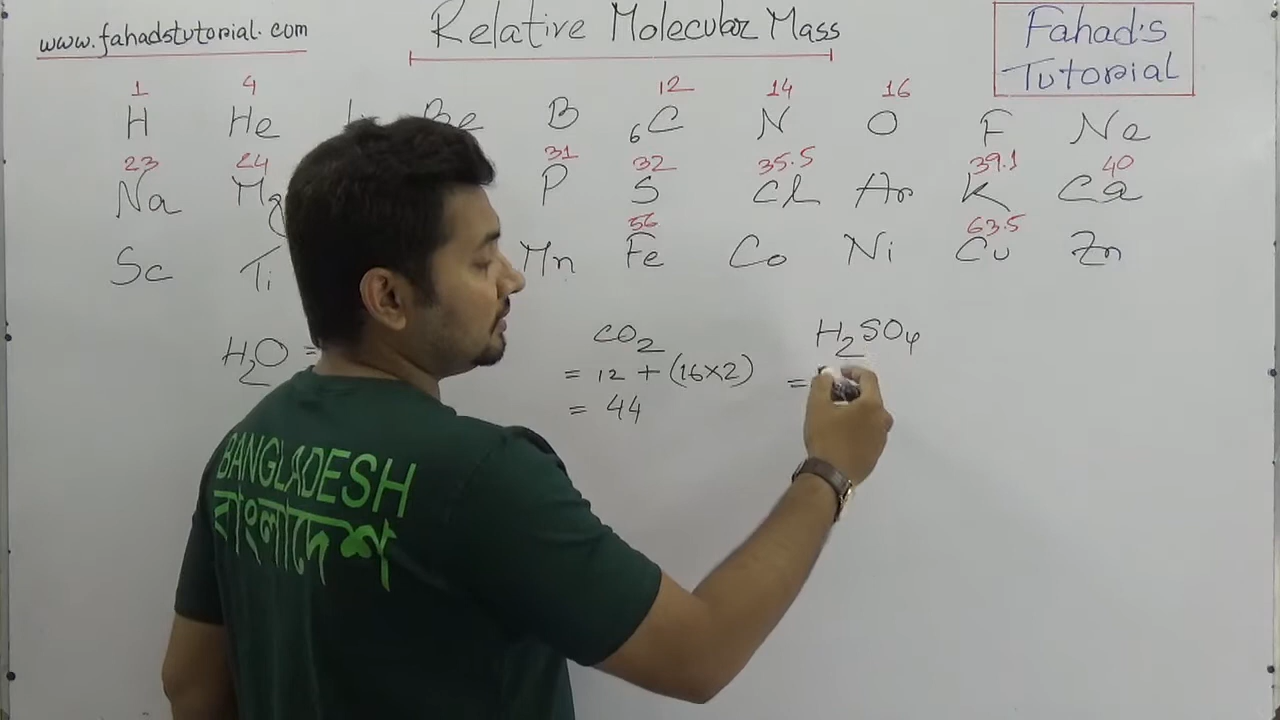 www.fahadstutorial.com
Relative Molecular Mass
Fahad's
Tutorial
1 4 12 14 16
H He Be B 6C N O F Ne
23 24 31 32 35.5 39.1 40
Na Mg P S Cl Ar K Ca
56 63.5
Sc Ti Mn Fe Co Ni Cu Zn
H2O =
CO2
= 12 + (16×2)
= 44
H2SO4
=
BANGLADESH
বাংলাদেশ